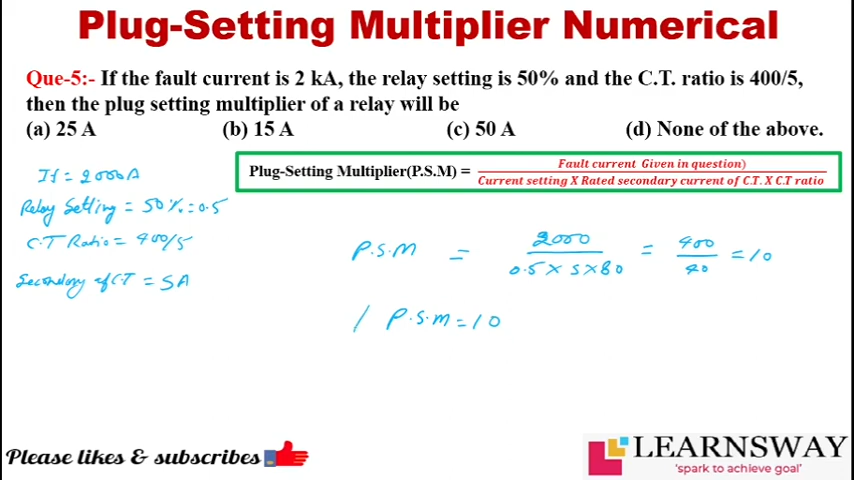 Plug-Setting Multiplier Numerical
Que-5:- If the fault current is 2 kA, the relay setting is 50% and the C.T. ratio is 400/5,
then the plug setting multiplier of a relay will be
(a) 25 A (b) 15 A (c) 50 A (d) None of the above.
Plug-Setting Multiplier(P.S.M) = Fault current Given in question)
Current setting X Rated secondary current of C.T. X C.T ratio
If = 2000A
Relay Setting = 50% = 0.5
C.T Ratio = 400/5
Secondary of C.T = 5A
P.S.M = 2000 / 0.5 X 5 X 80 = 400 / 40 = 10
/ P.S.M = 10
Please likes & subscribes
LEARNSWAY
'spark to achieve goal'